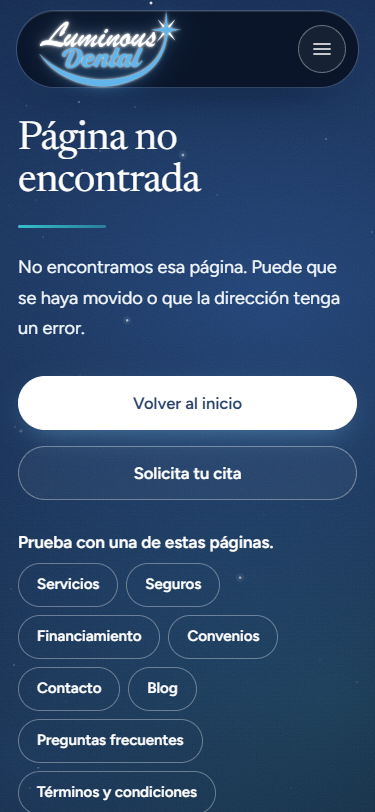 Luminous
Dental
Página no
encontrada
No encontramos esa página. Puede que
se haya movido o que la dirección tenga
un error.
Volver al inicio
Solicita tu cita
Prueba con una de estas páginas.
Servicios
Seguros
Financiamiento
Convenios
Contacto
Blog
Preguntas frecuentes
Términos y condiciones